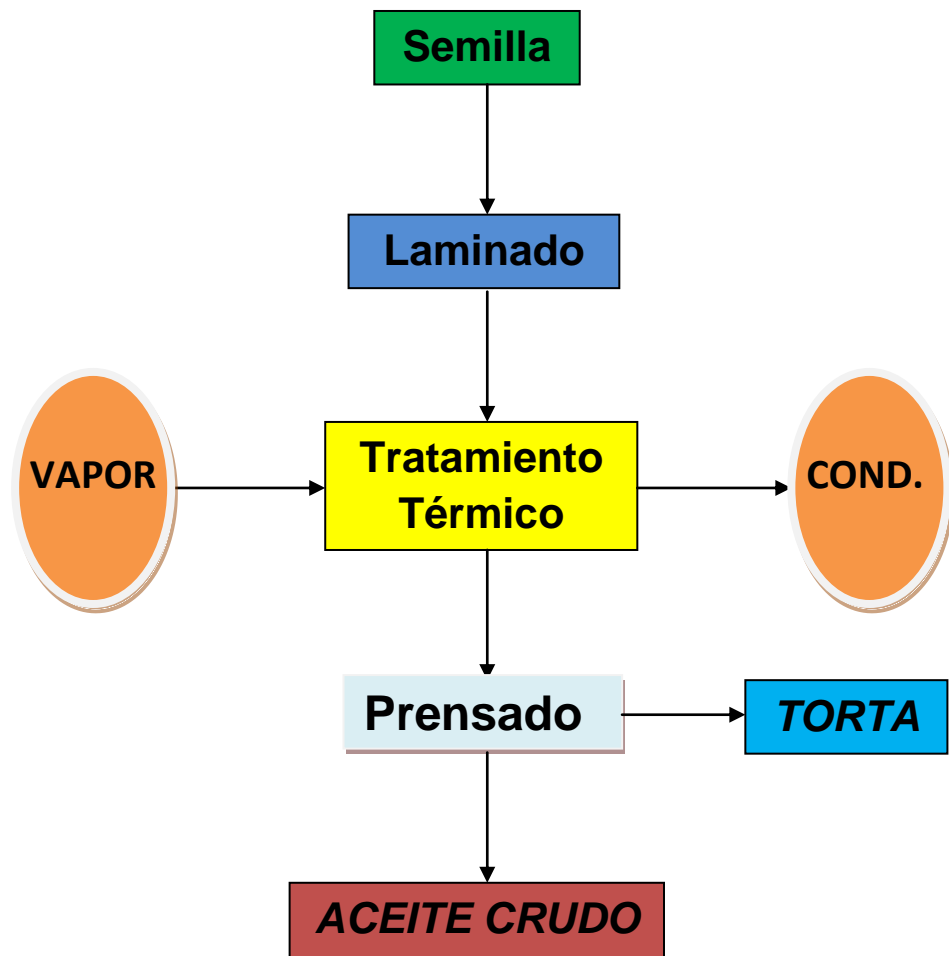 Semilla
Laminado
VAPOR
Tratamiento
Térmico
COND.
Prensado
TORTA
ACEITE CRUDO